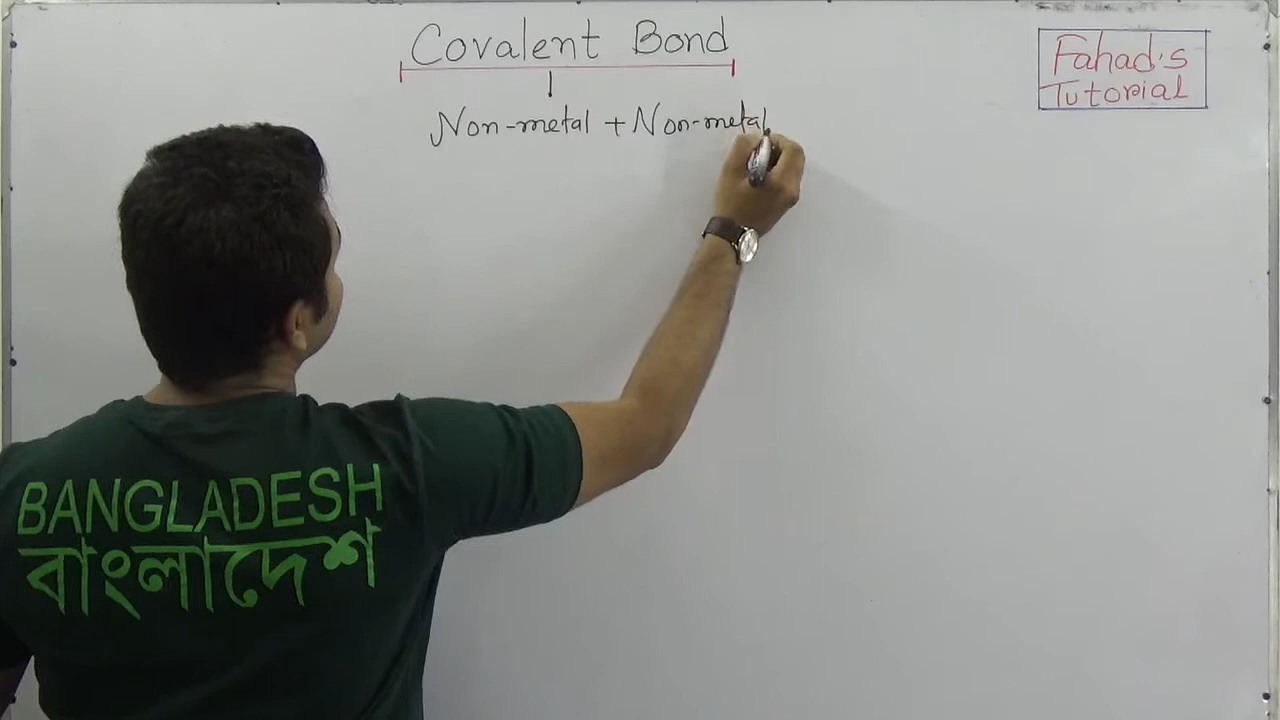 Covalent Bond
Fahad's
Tutorial
Non-metal + Non-metal
BANGLADESH
বাংলাদেশ